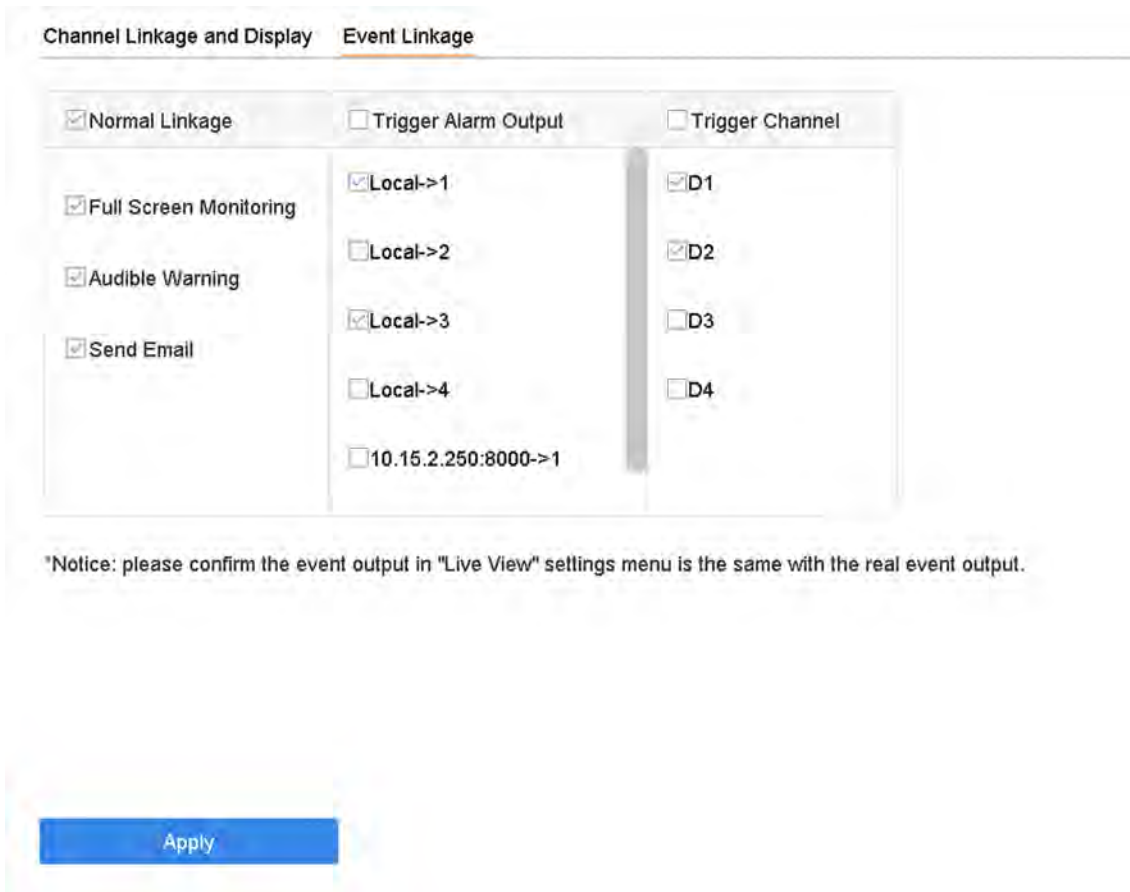 Channel Linkage and Display Event Linkage
Normal Linkage Trigger Alarm Output Trigger Channel
Full Screen Monitoring
Audible Warning
Send Email
Local->1
Local->2
Local->3
Local->4
10.15.2.250:8000->1
D1
D2
D3
D4
*Notice: please confirm the event output in "Live View" settings menu is the same with the real event output.
Apply